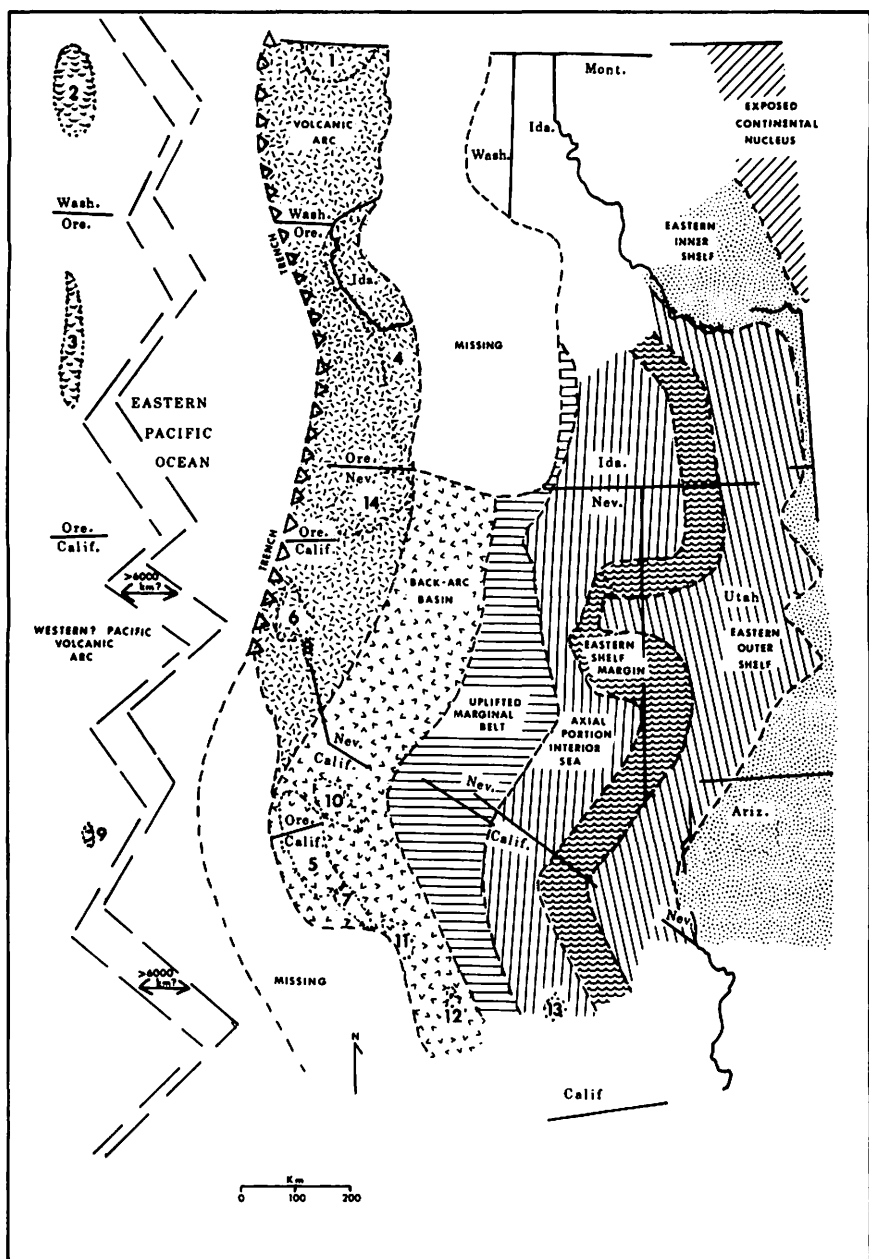 1
2
Mont.
EXPOSED
CONTINENTAL
NUCLEUS
VOLCANIC
ARC
Ida.
Wash.
Wash.
Ore.
Wash.
Ore.
TRENCH
EASTERN
INNER
SHELF
Ida.
3
4
MISSING
EASTERN
PACIFIC
OCEAN
Ore.
Nev.
Ida.
Nev.
14
Ore.
Calif.
Ore.
Calif.
TRENCH
>6000
km?
BACK-ARC
BASIN
Utah
6
8
WESTERN? PACIFIC
VOLCANIC
ARC
EASTERN
SHELF
MARGIN
EASTERN
OUTER
SHELF
UPLIFTED
MARGINAL
BELT
AXIAL
PORTION
INTERIOR
SEA
Nev.
Calif.
Nev.
Calif.
10
Ore.
Calif.
9
5
7
Ariz.
Nev.
11
>6000
km?
MISSING
12
13
N
Calif
Km
0 100 200